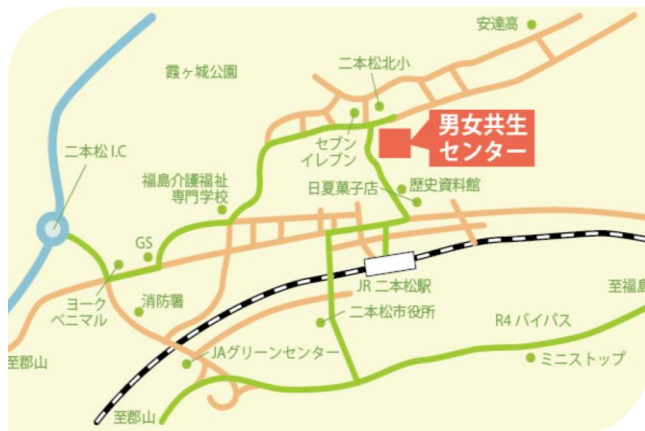 安達高
二本松北小
霞ヶ城公園
男女共生
センター
セブン
イレブン
二本松 I.C
福島介護福祉
専門学校
日夏菓子店
歴史資料館
GS
ヨーク
ベニマル
消防署
JR 二本松駅
至福島
二本松市役所
R4 バイパス
至郡山
JAグリーンセンター
ミニストップ
至郡山